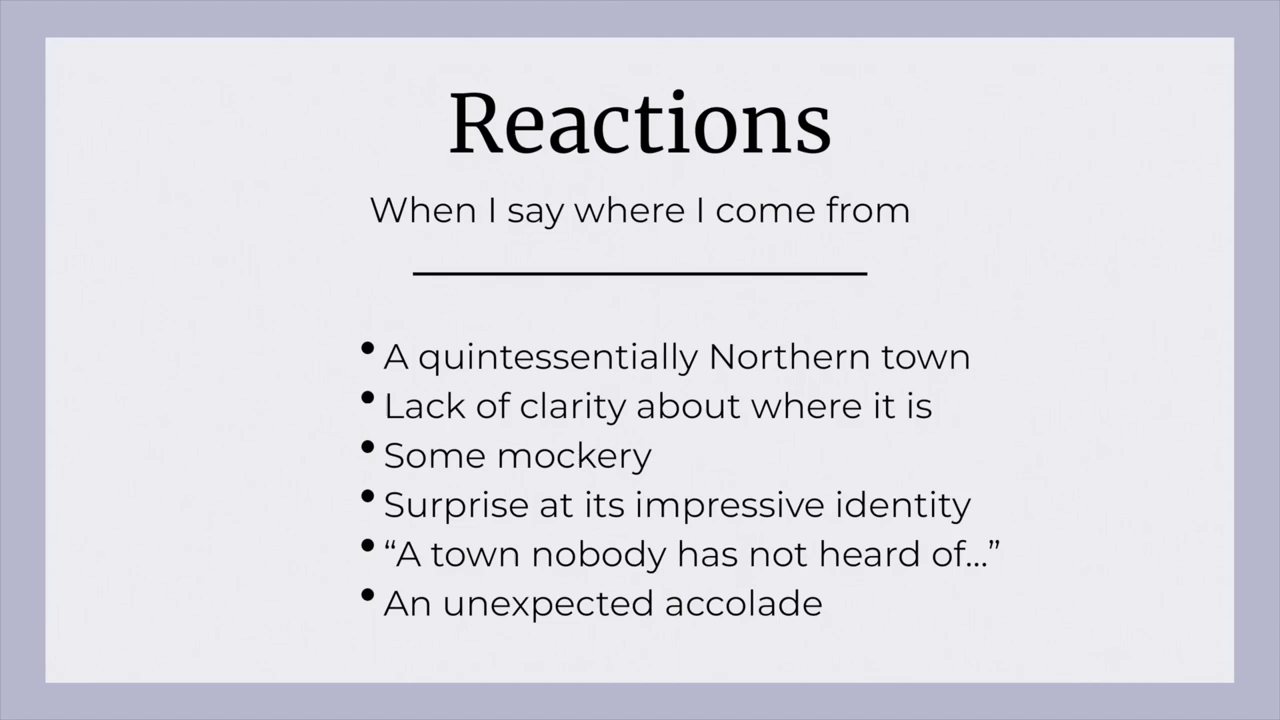 Reactions
When I say where I come from
• A quintessentially Northern town
• Lack of clarity about where it is
• Some mockery
• Surprise at its impressive identity
• “A town nobody has not heard of...”
• An unexpected accolade